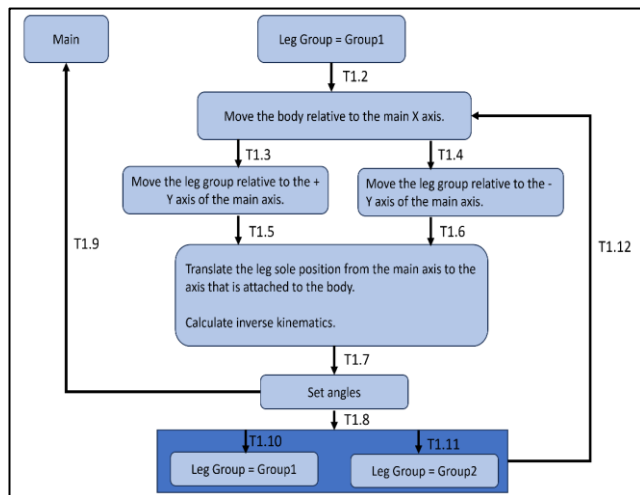 Main
Leg Group = Group1
T1.2
Move the body relative to the main X axis.
T1.3
T1.4
Move the leg group relative to the +
Y axis of the main axis.
Move the leg group relative to the -
Y axis of the main axis.
T1.5
T1.6
T1.9
T1.12
Translate the leg sole position from the main axis to the
axis that is attached to the body.
Calculate inverse kinematics.
T1.7
Set angles
T1.8
T1.10
T1.11
Leg Group = Group1
Leg Group = Group2